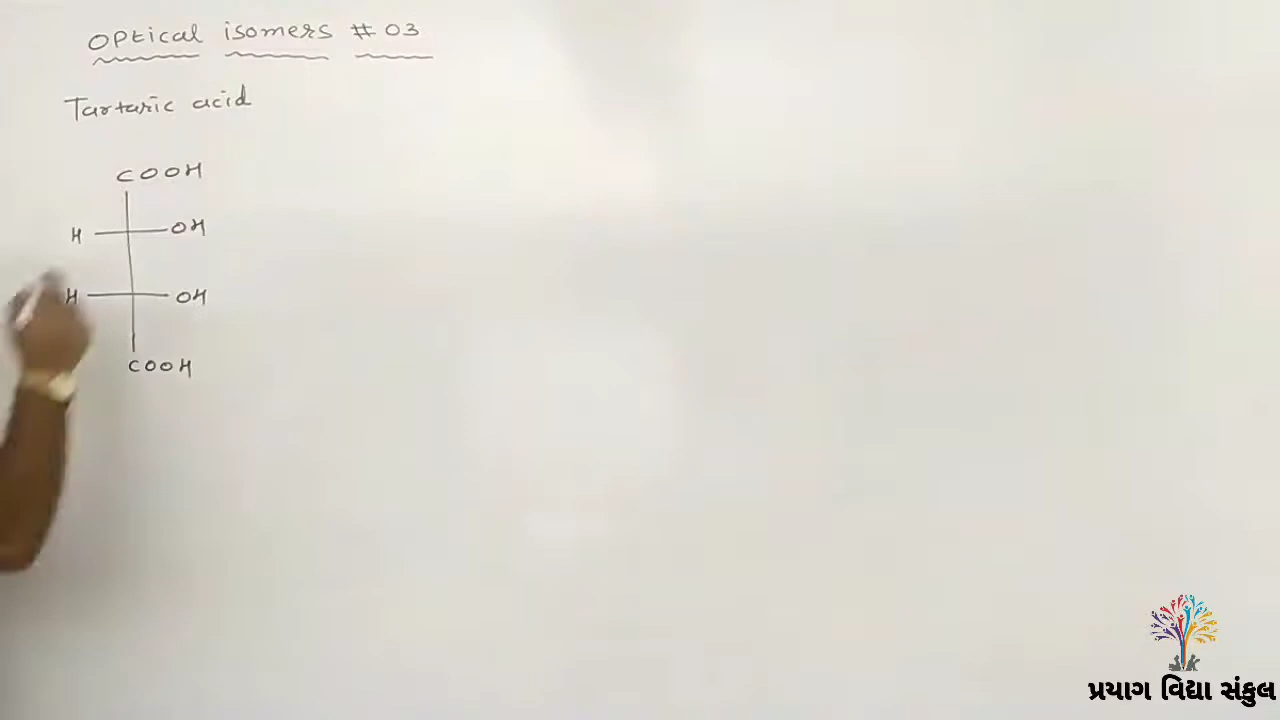 Optical isomers # 03
Tartaric acid
COOH
H OH
H OH
COOH
પ્રયાગ વિદ્યા સંકુલ